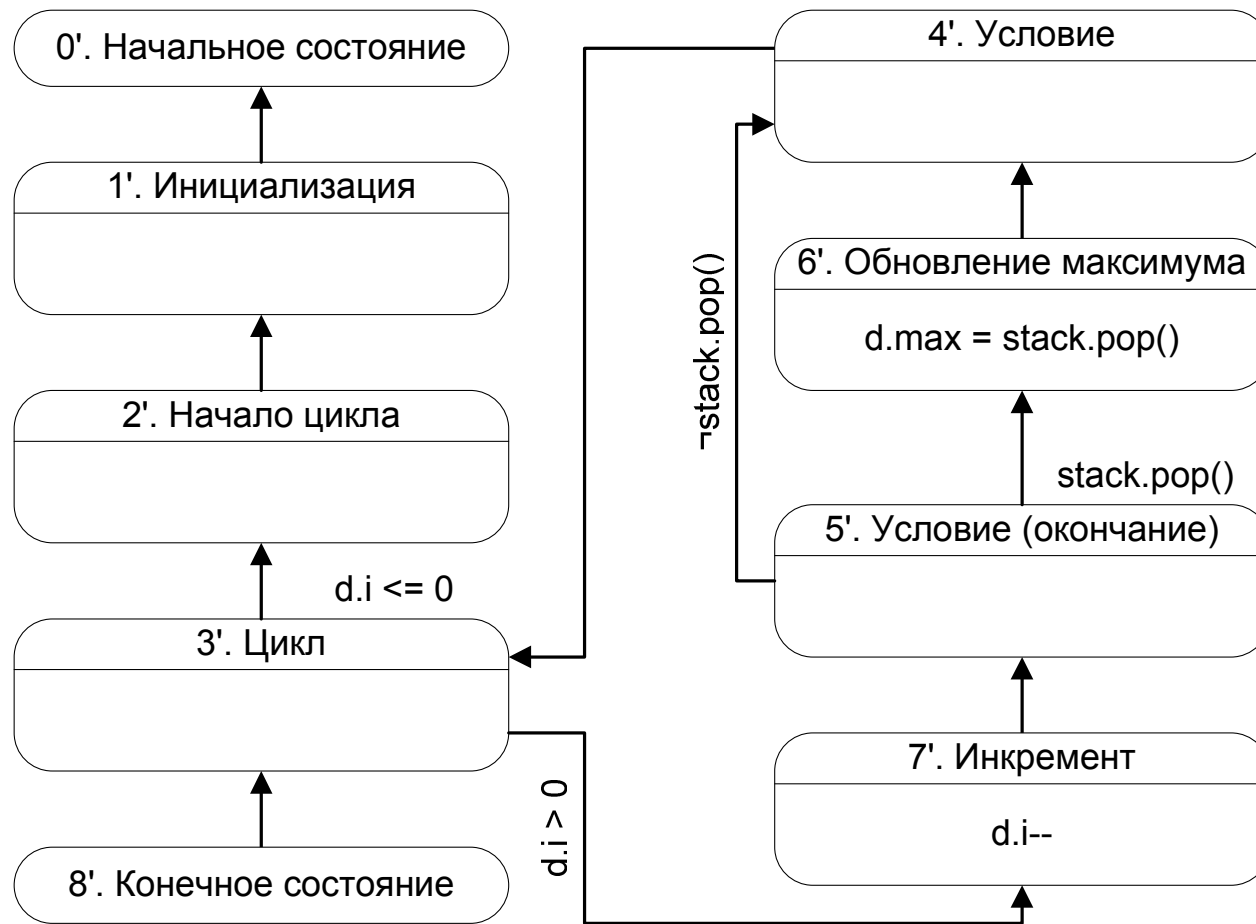 0'. Начальное состояние
1'. Инициализация
2'. Начало цикла
d.i <= 0
3'. Цикл
8'. Конечное состояние
d.i > 0
4'. Условие
¬stack.pop()
6'. Обновление максимума
d.max = stack.pop()
stack.pop()
5'. Условие (окончание)
7'. Инкремент
d.i--